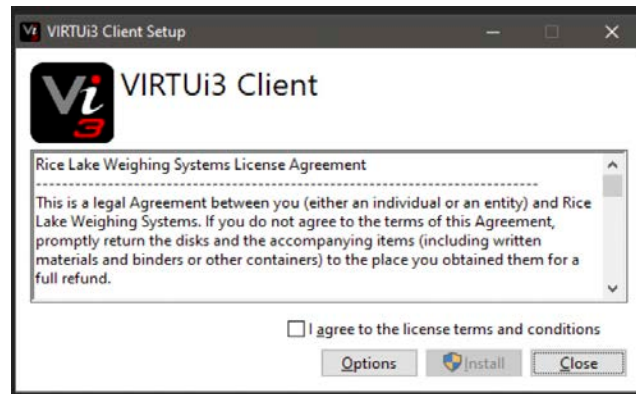 VIRTUi3 Client Setup
Vi
3
VIRTUi3 Client
Rice Lake Weighing Systems License Agreement
--------------------------------------------------------------------------------
This is a legal Agreement between you (either an individual or an entity) and Rice
Lake Weighing Systems. If you do not agree to the terms of this Agreement,
promptly return the disks and the accompanying items (including written
materials and binders or other containers) to the place you obtained them for a
full refund.
I agree to the license terms and conditions
Options Install Close